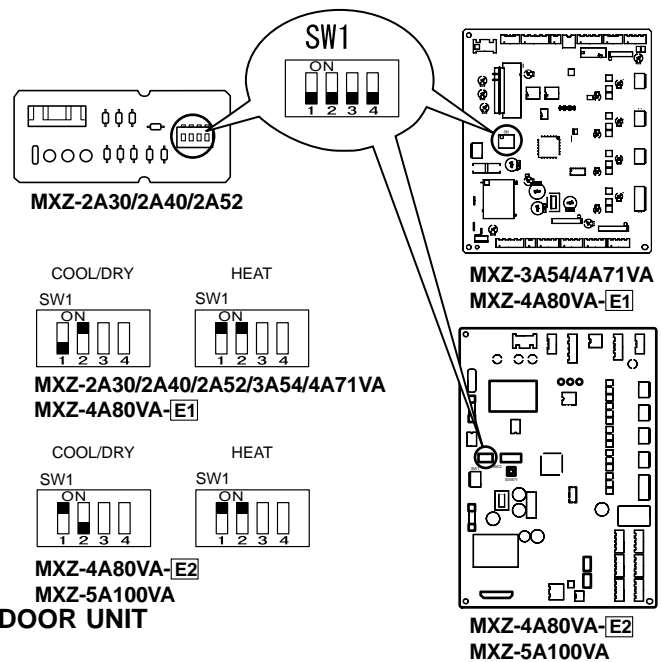 SW1
ON
1 2 3 4
MXZ-2A30/2A40/2A52
MXZ-3A54/4A71VA
MXZ-4A80VA-E1
COOL/DRY
HEAT
SW1
ON
1 2 3 4
SW1
ON
1 2 3 4
MXZ-2A30/2A40/2A52/3A54/4A71VA
MXZ-4A80VA-E1
COOL/DRY
HEAT
SW1
ON
1 2 3 4
SW1
ON
1 2 3 4
MXZ-4A80VA-E2
MXZ-5A100VA
DOOR UNIT
MXZ-4A80VA-E2
MXZ-5A100VA